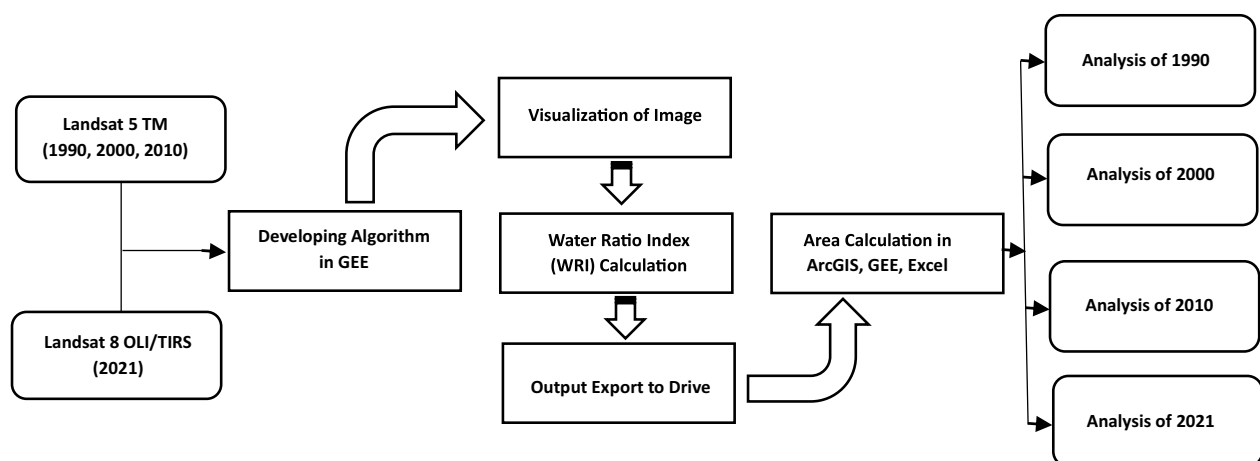 Landsat 5 TM
(1990, 2000, 2010)
Landsat 8 OLI/TIRS
(2021)
Developing Algorithm
in GEE
Visualization of Image
Water Ratio Index
(WRI) Calculation
Output Export to Drive
Area Calculation in
ArcGIS, GEE, Excel
Analysis of 1990
Analysis of 2000
Analysis of 2010
Analysis of 2021